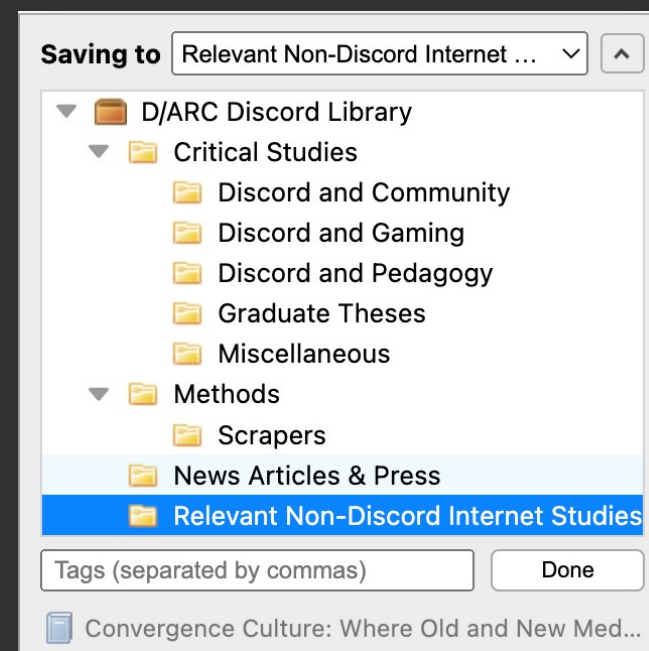 Saving to Relevant Non-Discord Internet ...
D/ARC Discord Library
Critical Studies
Discord and Community
Discord and Gaming
Discord and Pedagogy
Graduate Theses
Miscellaneous
Methods
Scrapers
News Articles & Press
Relevant Non-Discord Internet Studies
Tags (separated by commas) Done
Convergence Culture: Where Old and New Med...